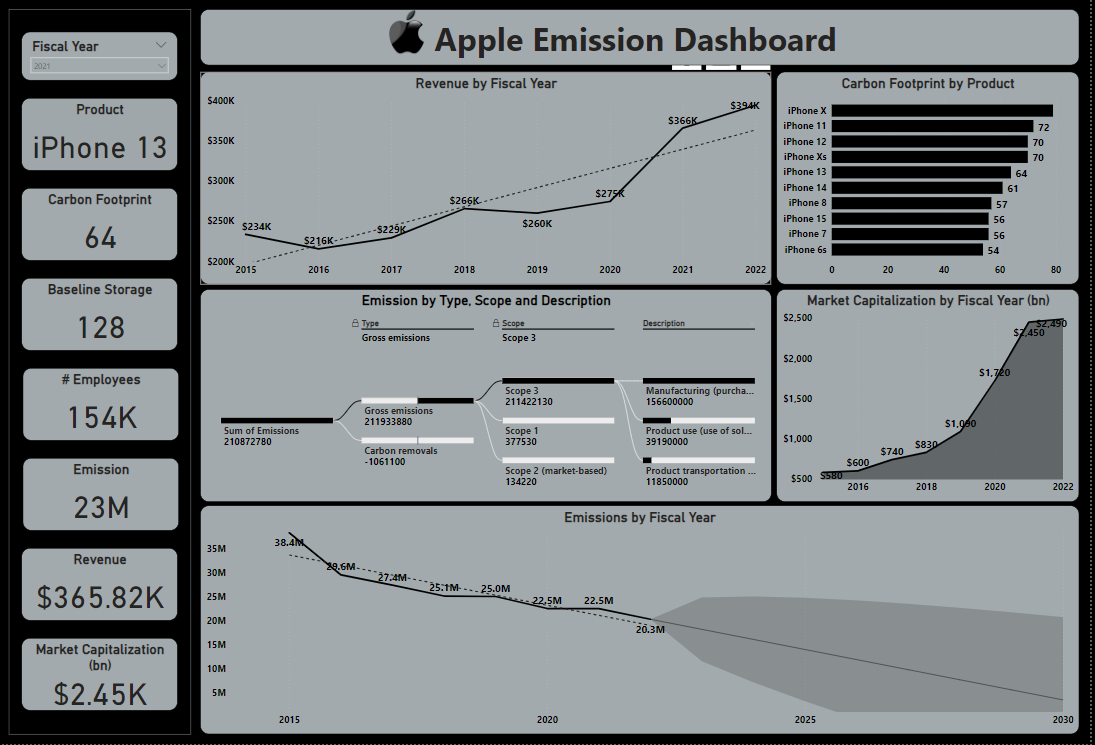 Apple Emission Dashboard
Fiscal Year
2021
Product
iPhone 13
Carbon Footprint
64
Baseline Storage
128
# Employees
154K
Emission
23M
Revenue
$365.82K
Market Capitalization
(bn)
$2.45K
Revenue by Fiscal Year
$400K
$350K
$300K
$250K
$200K
$234K
$216K
$229K
$266K
$260K
$275K
$366K
$394K
2015 2016 2017 2018 2019 2020 2021 2022
Carbon Footprint by Product
iPhone X
iPhone 11 72
iPhone 12 70
iPhone Xs 70
iPhone 13 64
iPhone 14 61
iPhone 8 57
iPhone 15 56
iPhone 7 56
iPhone 6s 54
0 20 40 60 80
Emission by Type, Scope and Description
Type Scope Description
Gross emissions Scope 3
Sum of Emissions
210872780
Gross emissions
211933880
Carbon removals
-1061100
Scope 3
211422130
Scope 1
377530
Scope 2 (market-based)
134220
Manufacturing (purcha...
156600000
Product use (use of sol...
39190000
Product transportation ...
11850000
Market Capitalization by Fiscal Year (bn)
$2,500
$2,000
$1,500
$1,000
$500
$580
$600
$740
$830
$1,090
$1,720
$2,450
$2,490
2016 2018 2020 2022
Emissions by Fiscal Year
35M
30M
25M
20M
15M
10M
5M
38.4M
29.6M
27.4M
25.1M
25.0M
22.5M
22.5M
20.3M
2015 2020 2025 2030